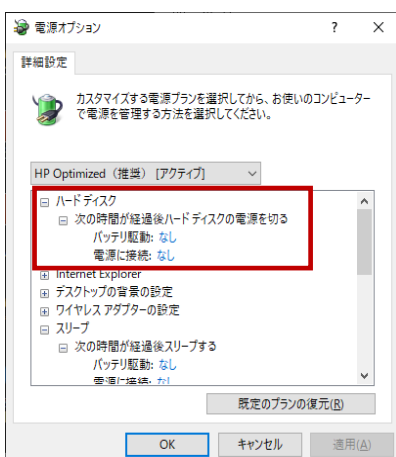 電源オプション
詳細設定
カスタマイズする電源プランを選択してから、お使いのコンピューターで電源を管理する方法を選択してください。
HP Optimized（推奨） [アクティブ]
ハード ディスク
次の時間が経過後ハード ディスクの電源を切る
バッテリ駆動: なし
電源に接続: なし
Internet Explorer
デスクトップの背景の設定
ワイヤレス アダプターの設定
スリープ
次の時間が経過後スリープする
バッテリ駆動: なし
電源に接続: なし
既定のプランの復元(R)
OK キャンセル 適用(A)